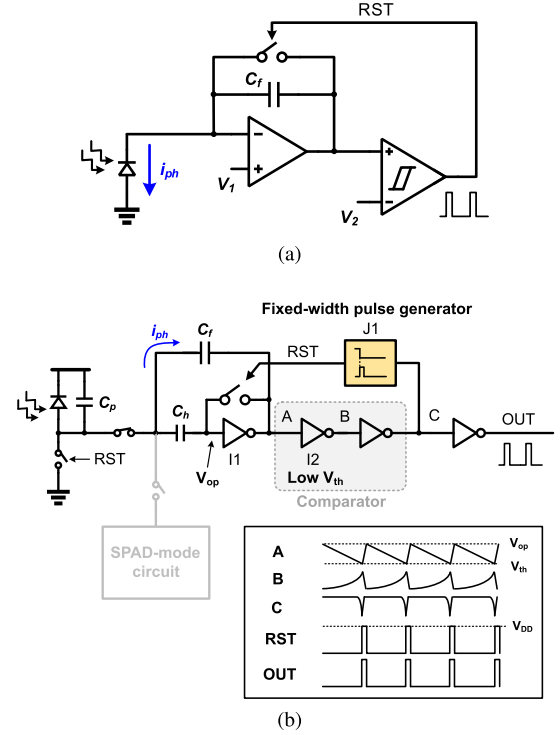 RST
C_f
i_ph
V_1
V_2
(a)
Fixed-width pulse generator
J1
i_ph
C_f
RST
C_p
C_h
A
B
C
OUT
RST
V_op
I1
I2
Low V_th
Comparator
SPAD-mode
circuit
A
V_op
V_th
B
C
V_DD
RST
OUT
(b)